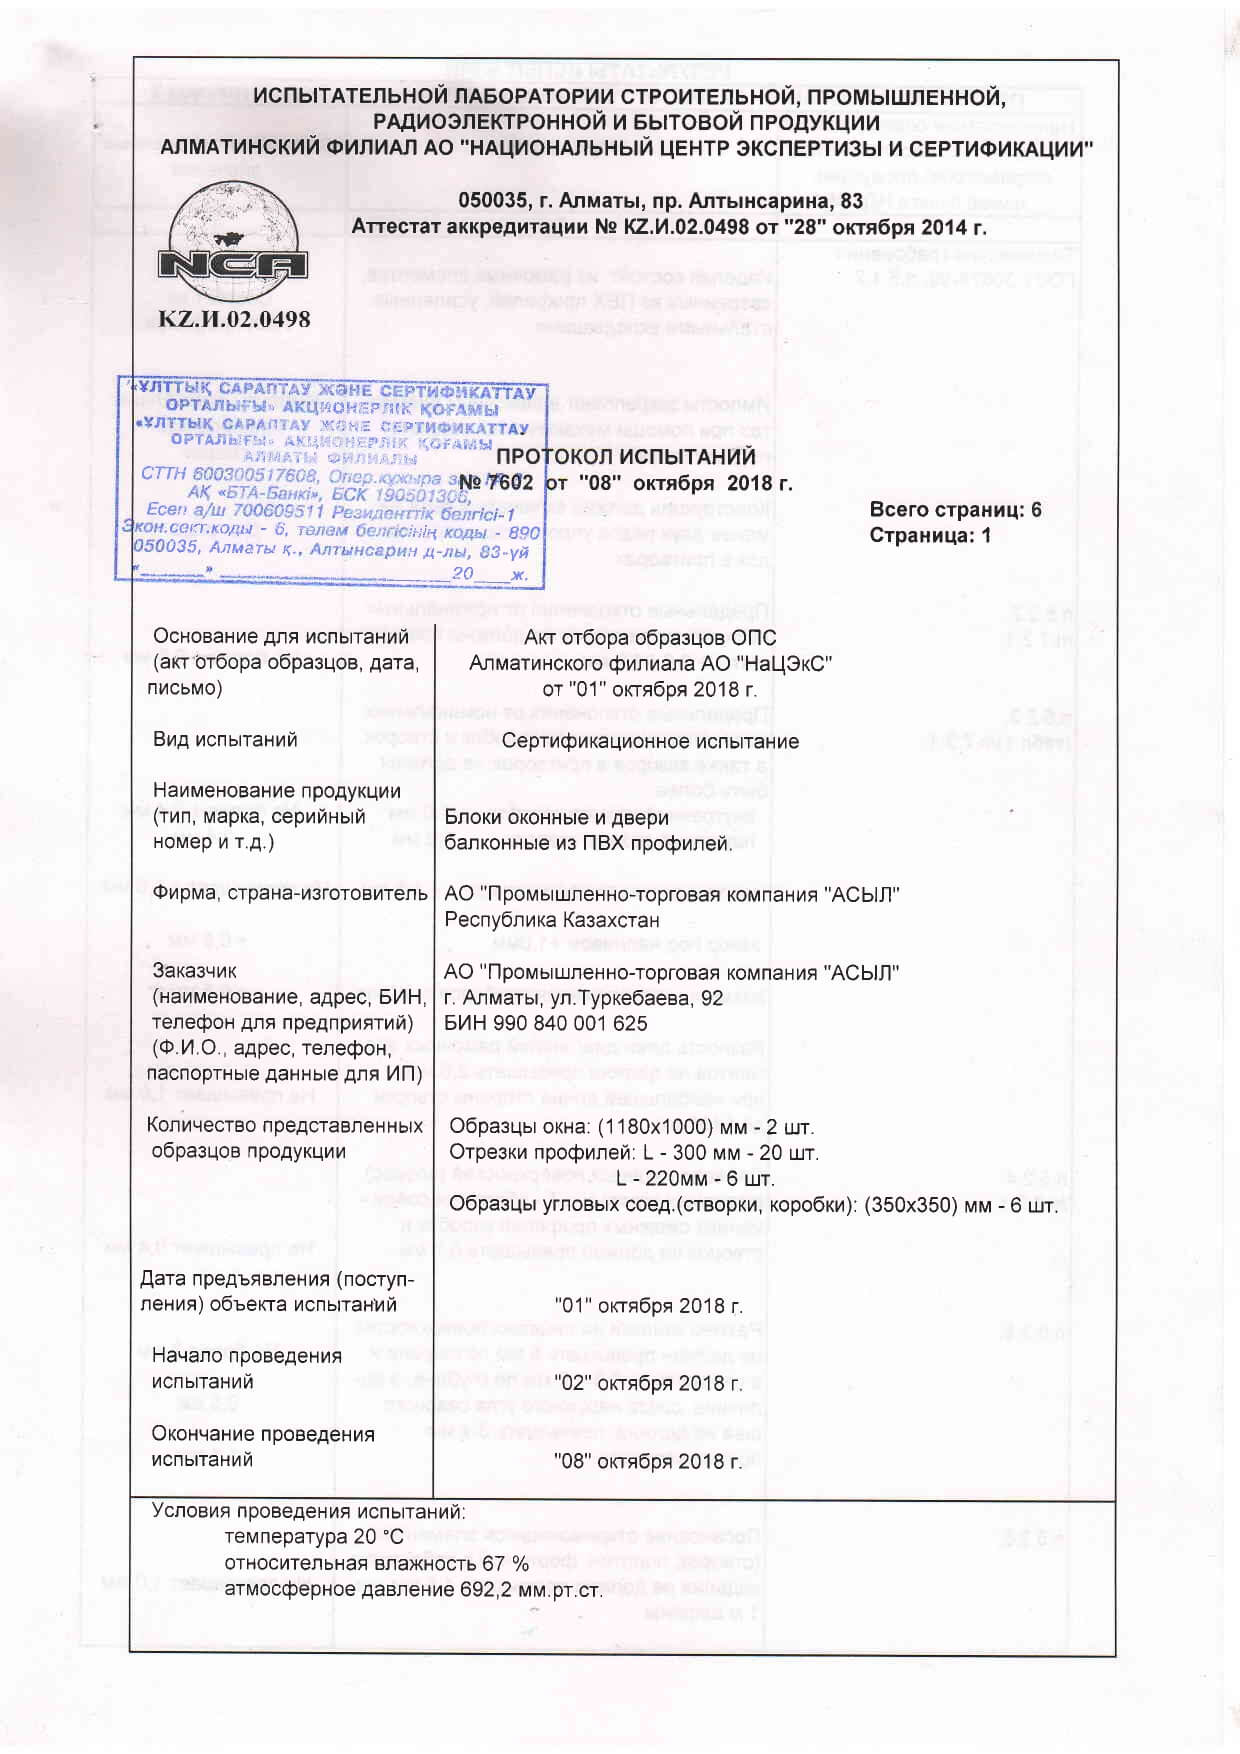 ИСПЫТАТЕЛЬНОЙ ЛАБОРАТОРИИ СТРОИТЕЛЬНОЙ, ПРОМЫШЛЕННОЙ,
РАДИОЭЛЕКТРОННОЙ И БЫТОВОЙ ПРОДУКЦИИ
АЛМАТИНСКИЙ ФИЛИАЛ АО "НАЦИОНАЛЬНЫЙ ЦЕНТР ЭКСПЕРТИЗЫ И СЕРТИФИКАЦИИ"
050035, г. Алматы, пр. Алтынсарина, 83
Аттестат аккредитации № KZ.И.02.0498 от "28" октября 2014 г.
NCA
KZ.И.02.0498
«ҰЛТТЫҚ САРАПТАУ ЖӘНЕ СЕРТИФИКАТТАУ
ОРТАЛЫҒЫ» АКЦИОНЕРЛІК ҚОҒАМЫ
«ҰЛТТЫҚ САРАПТАУ ЖӘНЕ СЕРТИФИКАТТАУ
ОРТАЛЫҒЫ» АКЦИОНЕРЛІК ҚОҒАМЫ
АЛМАТЫ ФИЛИАЛЫ
СТТН 600300517608, Опер.құжыра
АҚ «БТА-Банкі», БСК 190501306,
Есеп а/ш 700609511 Резиденттік белгісі-1
Экон.сект.коды - 6, төлем белгісінің коды - 890
050035, Алматы қ., Алтынсарин д-лы, 83-үй
"______" ____________________20____ж.
ПРОТОКОЛ ИСПЫТАНИЙ
№ 7602 от "08" октября 2018 г.
Всего страниц: 6
Страница: 1
Основание для испытаний
(акт отбора образцов, дата,
письмо)
Акт отбора образцов ОПС
Алматинского филиала АО "НаЦЭкС"
от "01" октября 2018 г.
Вид испытаний
Сертификационное испытание
Наименование продукции
(тип, марка, серийный
номер и т.д.)
Блоки оконные и двери
балконные из ПВХ профилей.
Фирма, страна-изготовитель
АО "Промышленно-торговая компания "АСЫЛ"
Республика Казахстан
Заказчик
(наименование, адрес, БИН,
телефон для предприятий)
(Ф.И.О., адрес, телефон,
паспортные данные для ИП)
АО "Промышленно-торговая компания "АСЫЛ"
г. Алматы, ул.Туркебаева, 92
БИН 990 840 001 625
Количество представленных
образцов продукции
Образцы окна: (1180х1000) мм - 2 шт.
Отрезки профилей: L - 300 мм - 20 шт.
L - 220мм - 6 шт.
Образцы угловых соед.(створки, коробки): (350х350) мм - 6 шт.
Дата предъявления (поступ-
ления) объекта испытаний
"01" октября 2018 г.
Начало проведения
испытаний
"02" октября 2018 г.
Окончание проведения
испытаний
"08" октября 2018 г.
Условия проведения испытаний:
температура 20 °С
относительная влажность 67 %
атмосферное давление 692,2 мм.рт.ст.